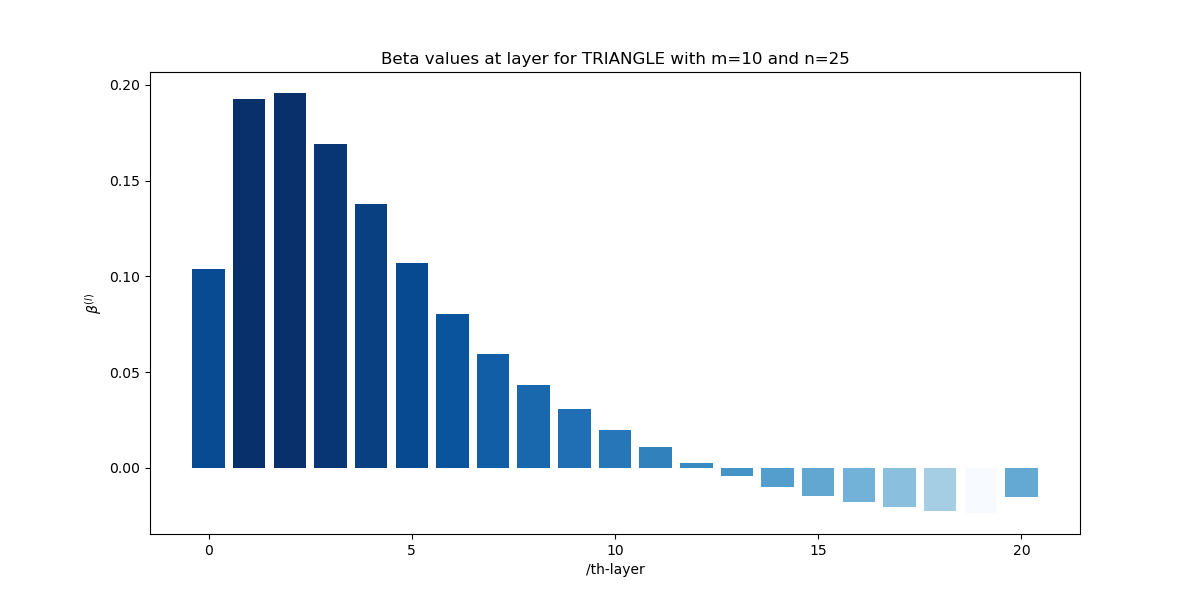 Beta values at layer for TRIANGLE with m=10 and n=25
0.20
0.15
0.10
0.05
0.00
β^(l)
0 5 10 15 20
/th-layer